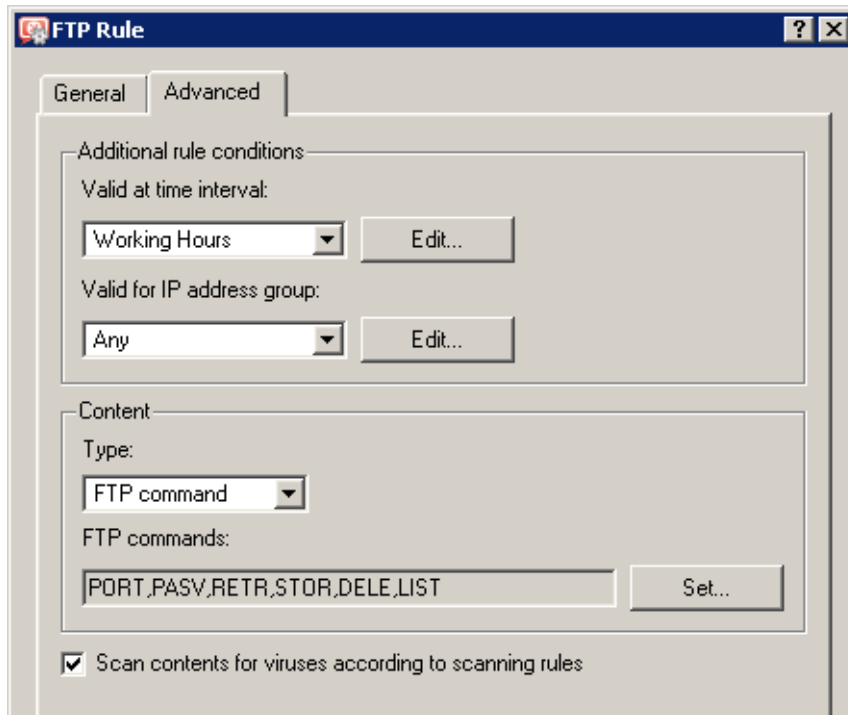 FTP Rule
General Advanced
Additional rule conditions
Valid at time interval:
Working Hours Edit...
Valid for IP address group:
Any Edit...
Content
Type:
FTP command
FTP commands:
PORT,PASV,RETR,STOR,DELE,LIST Set...
Scan contents for viruses according to scanning rules